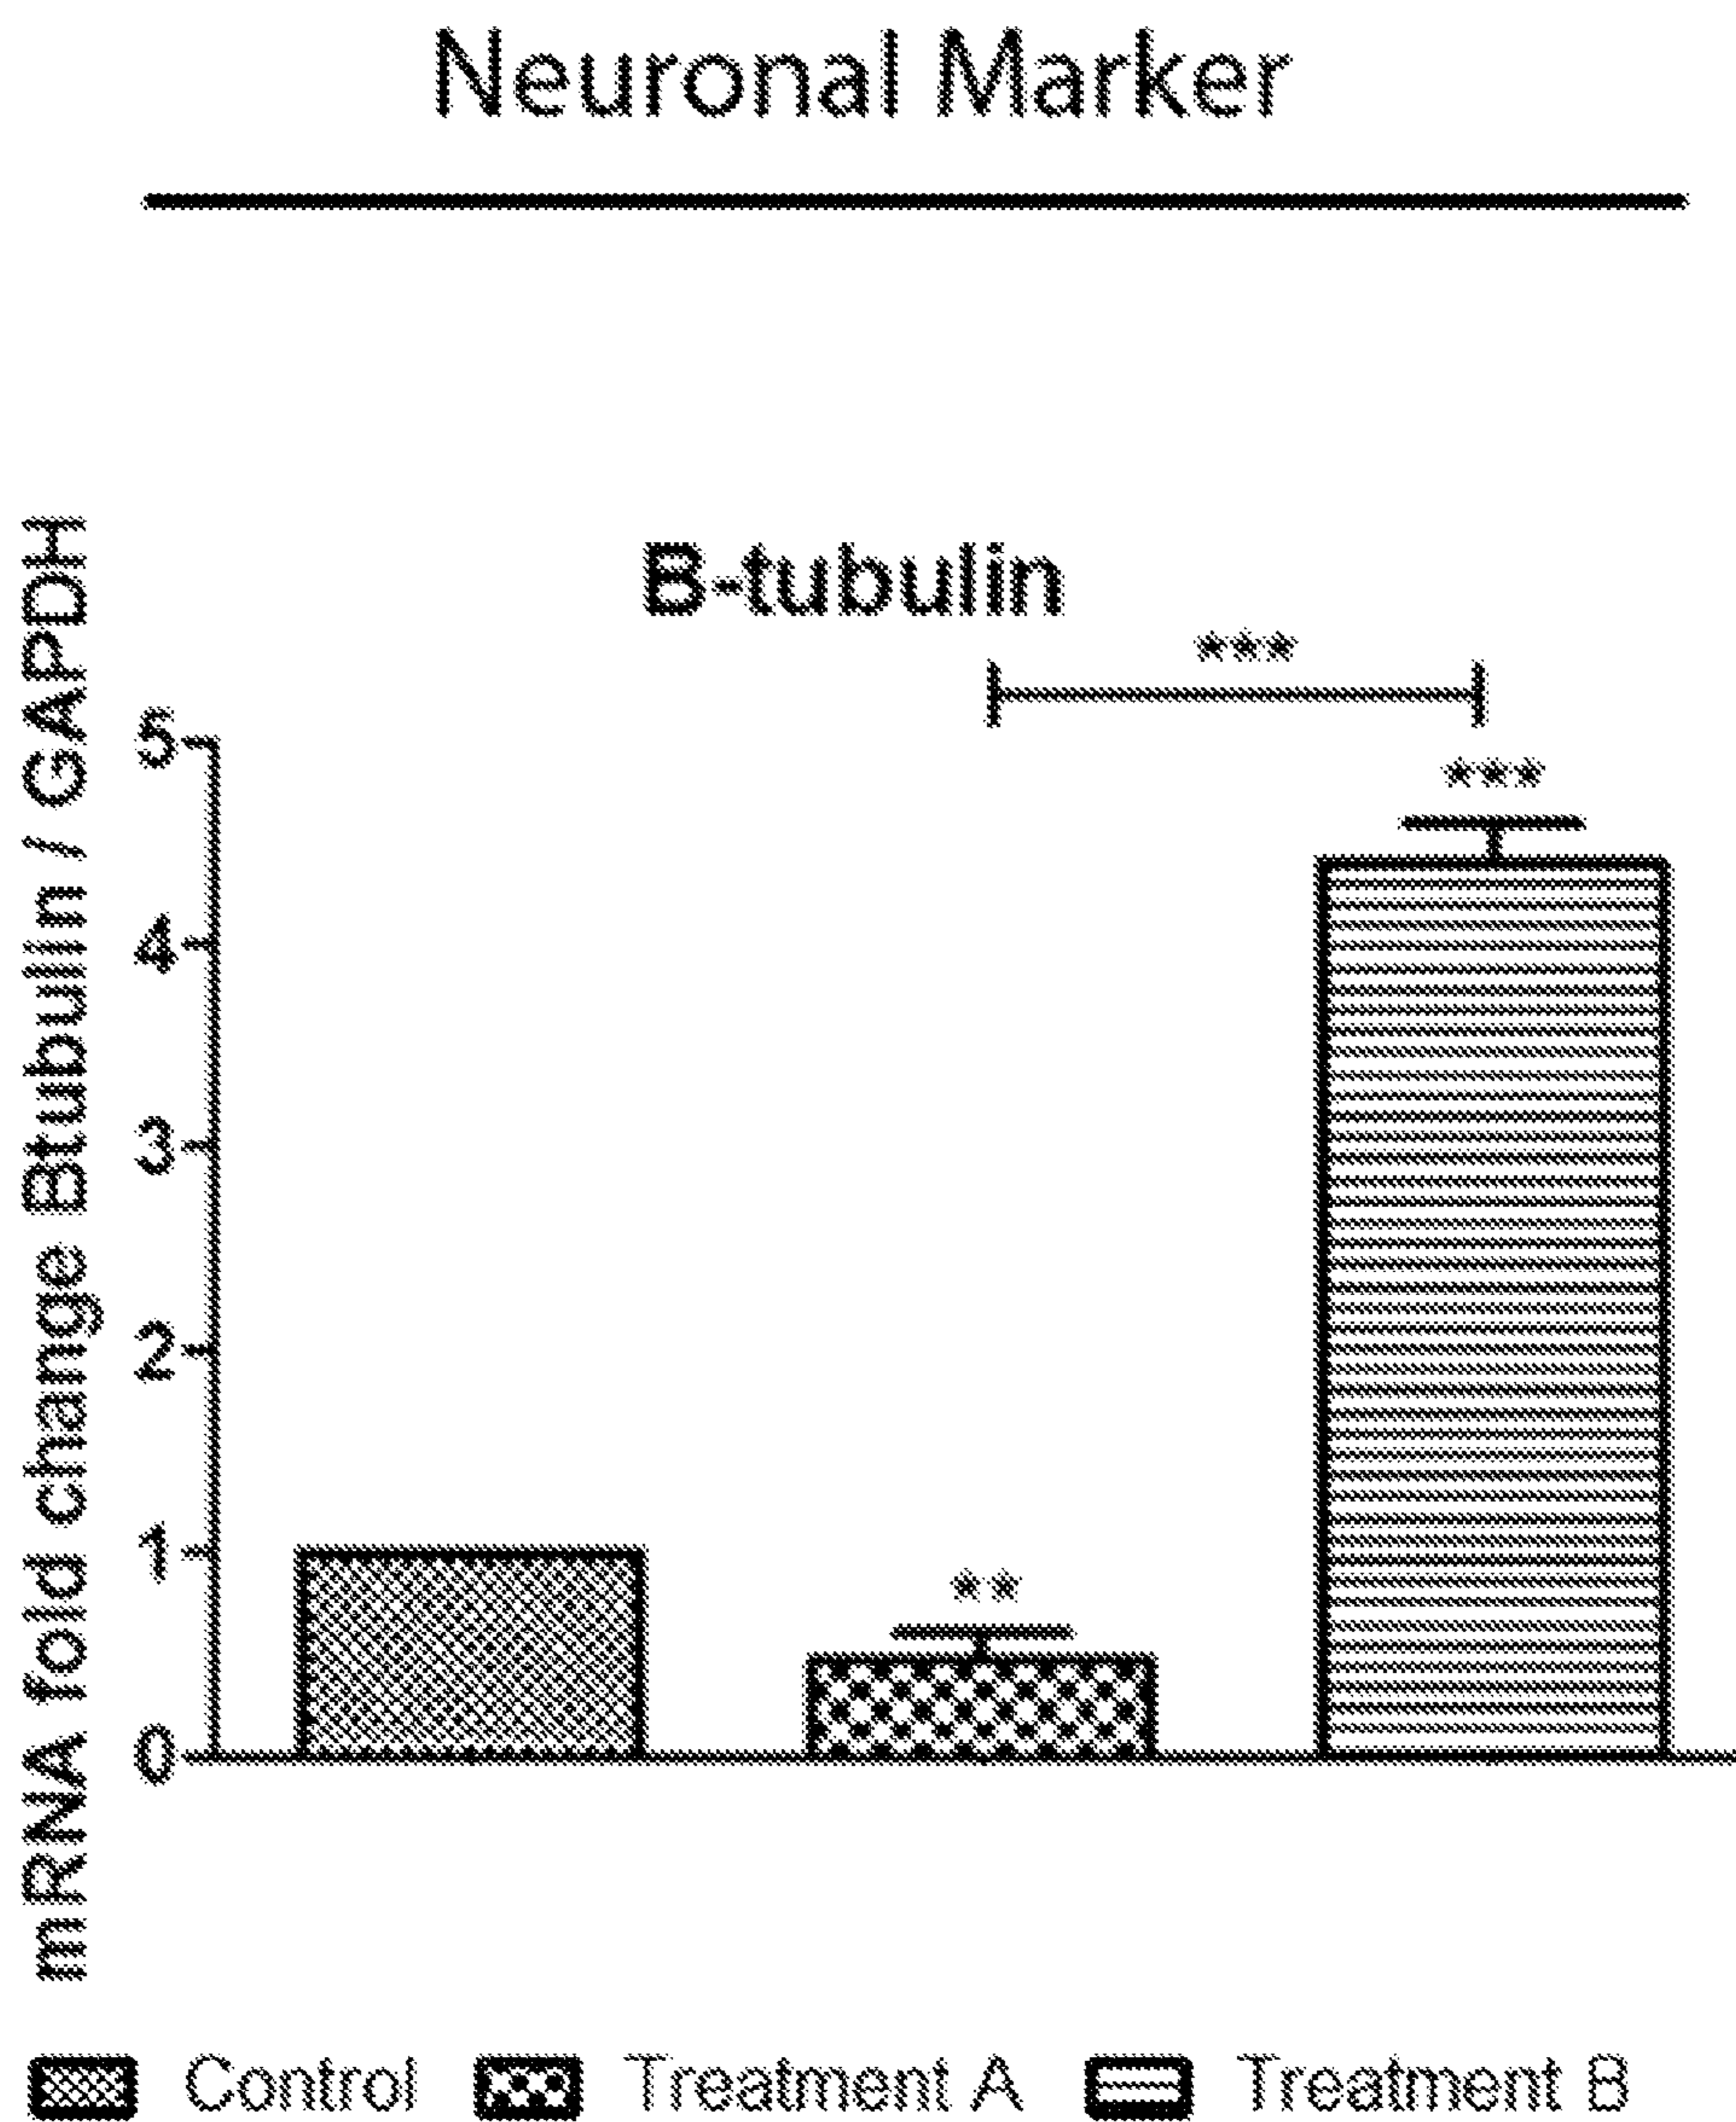 Neuronal Marker
B-tubulin
***
***
**
mRNA fold change Btubulin / GAPDH
5
4
3
2
1
0
Control Treatment A Treatment B